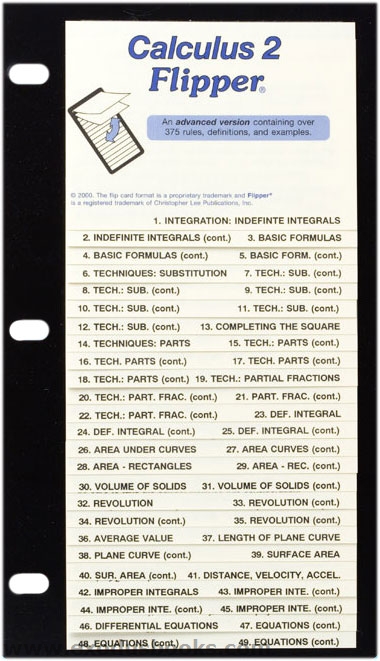 Calculus 2
Flipper®
An advanced version containing over
375 rules, definitions, and examples.
© 2000. The flip card format is a proprietary trademark and Flipper®
is a registered trademark of Christopher Lee Publications, Inc.
1. INTEGRATION: INDEFINTE INTEGRALS
2. INDEFINITE INTEGRALS (cont.) 3. BASIC FORMULAS
4. BASIC FORMULAS (cont.) 5. BASIC FORM. (cont.)
6. TECHNIQUES: SUBSTITUTION 7. TECH.: SUB. (cont.)
8. TECH.: SUB. (cont.) 9. TECH.: SUB. (cont.)
10. TECH.: SUB. (cont.) 11. TECH.: SUB. (cont.)
12. TECH.: SUB. (cont.) 13. COMPLETING THE SQUARE
14. TECHNIQUES: PARTS 15. TECH.: PARTS (cont.)
16. TECH. PARTS (cont.) 17. TECH. PARTS (cont.)
18. TECH.: PARTS (cont.) 19. TECH.: PARTIAL FRACTIONS
20. TECH.: PART. FRAC. (cont.) 21. PART. FRAC. (cont.)
22. TECH.: PART. FRAC. (cont.) 23. DEF. INTEGRAL
24. DEF. INTEGRAL (cont.) 25. DEF. INTEGRAL (cont.)
26. AREA UNDER CURVES 27. AREA CURVES (cont.)
28. AREA - RECTANGLES 29. AREA - REC. (cont.)
30. VOLUME OF SOLIDS 31. VOLUME OF SOLIDS (cont.)
32. REVOLUTION 33. REVOLUTION (cont.)
34. REVOLUTION (cont.) 35. REVOLUTION (cont.)
36. AVERAGE VALUE 37. LENGTH OF PLANE CURVE
38. PLANE CURVE (cont.) 39. SURFACE AREA
40. SUR. AREA (cont.) 41. DISTANCE, VELOCITY, ACCEL.
42. IMPROPER INTEGRALS 43. IMPROPER INTE. (cont.)
44. IMPROPER INTE. (cont.) 45. IMPROPER INTE. (cont.)
46. DIFFERENTIAL EQUATIONS 47. EQUATIONS (cont.)
48. EQUATIONS (cont.) 49. EQUATIONS (cont.)